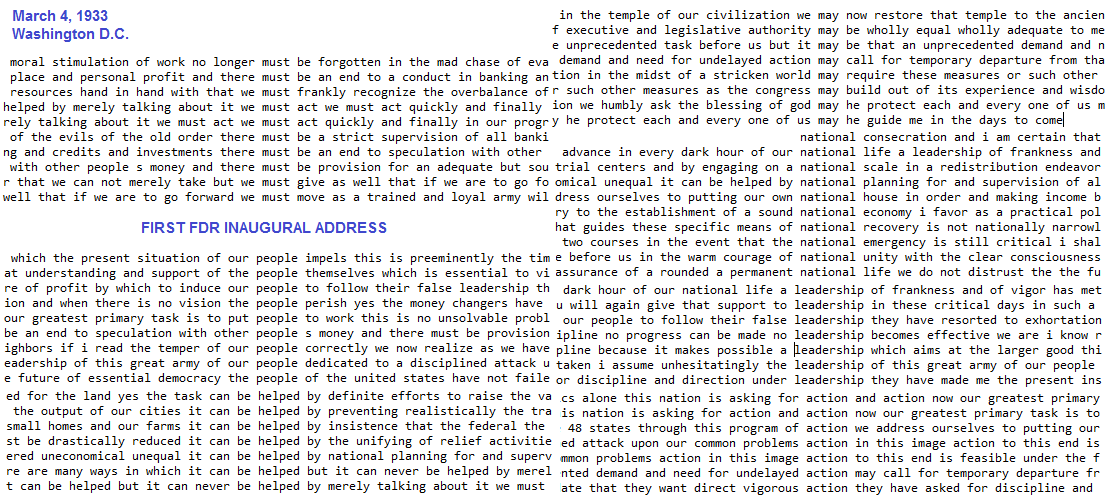 March 4, 1933
Washington D.C.
moral stimulation of work no longer must be forgotten in the mad chase of eva
place and personal profit and there must be an end to a conduct in banking an
resources hand in hand with that we must frankly recognize the overbalance of
helped by merely talking about it we must act we must act quickly and finally
rely talking about it we must act we must act quickly and finally in our progr
of the evils of the old order there must be a strict supervision of all banki
ng and credits and investments there must be an end to speculation with other
with other people s money and there must be provision for an adequate but sou
r that we can not merely take but we must give as well that if we are to go fo
well that if we are to go forward we must move as a trained and loyal army wil
FIRST FDR INAUGURAL ADDRESS
which the present situation of our people impels this is preeminently the tim
at understanding and support of the people themselves which is essential to vi
re of profit by which to induce our people to follow their false leadership th
ion and when there is no vision the people perish yes the money changers have
our greatest primary task is to put people to work this is no unsolvable probl
be an end to speculation with other people s money and there must be provision
ighbors if i read the temper of our people correctly we now realize as we have
eadership of this great army of our people dedicated to a disciplined attack u
e future of essential democracy the people of the united states have not faile
ed for the land yes the task can be helped by definite efforts to raise the va
the output of our cities it can be helped by preventing realistically the tra
small homes and our farms it can be helped by insistence that the federal the
st be drastically reduced it can be helped by the unifying of relief activitie
ered uneconomical unequal it can be helped by national planning for and superv
re are many ways in which it can be helped but it can never be helped by merel
t can be helped but it can never be helped by merely talking about it we must
in the temple of our civilization we may now restore that temple to the ancien
f executive and legislative authority may be wholly equal wholly adequate to me
e unprecedented task before us but it may be that an unprecedented demand and n
demand and need for undelayed action may call for temporary departure from tha
tion in the midst of a stricken world may require these measures or such other
r such other measures as the congress may build out of its experience and wisdo
ion we humbly ask the blessing of god may he protect each and every one of us m
y he protect each and every one of us may he guide me in the days to come
national consecration and i am certain that
advance in every dark hour of our national life a leadership of frankness and
trial centers and by engaging on a national scale in a redistribution endeavor
omical unequal it can be helped by national planning for and supervision of al
dress ourselves to putting our own national house in order and making income b
ry to the establishment of a sound national economy i favor as a practical pol
hat guides these specific means of national recovery is not nationally narrowl
two courses in the event that the national emergency is still critical i shal
e before us in the warm courage of national unity with the clear consciousness
assurance of a rounded a permanent national life we do not distrust the the fu
dark hour of our national life a leadership of frankness and of vigor has met
u will again give that support to leadership in these critical days in such a
our people to follow their false leadership they have resorted to exhortation
ipline no progress can be made no leadership becomes effective we are i know r
pline because it makes possible a leadership which aims at the larger good thi
taken i assume unhesitatingly the leadership of this great army of our people
or discipline and direction under leadership they have made me the present ins
cs alone this nation is asking for action and action now our greatest primary
is nation is asking for action and action now our greatest primary task is to
48 states through this program of action we address ourselves to putting our
ed attack upon our common problems action in this image action to this end is
mmon problems action in this image action to this end is feasible under the f
nted demand and need for undelayed action may call for temporary departure fr
ate that they want direct vigorous action they have asked for discipline and